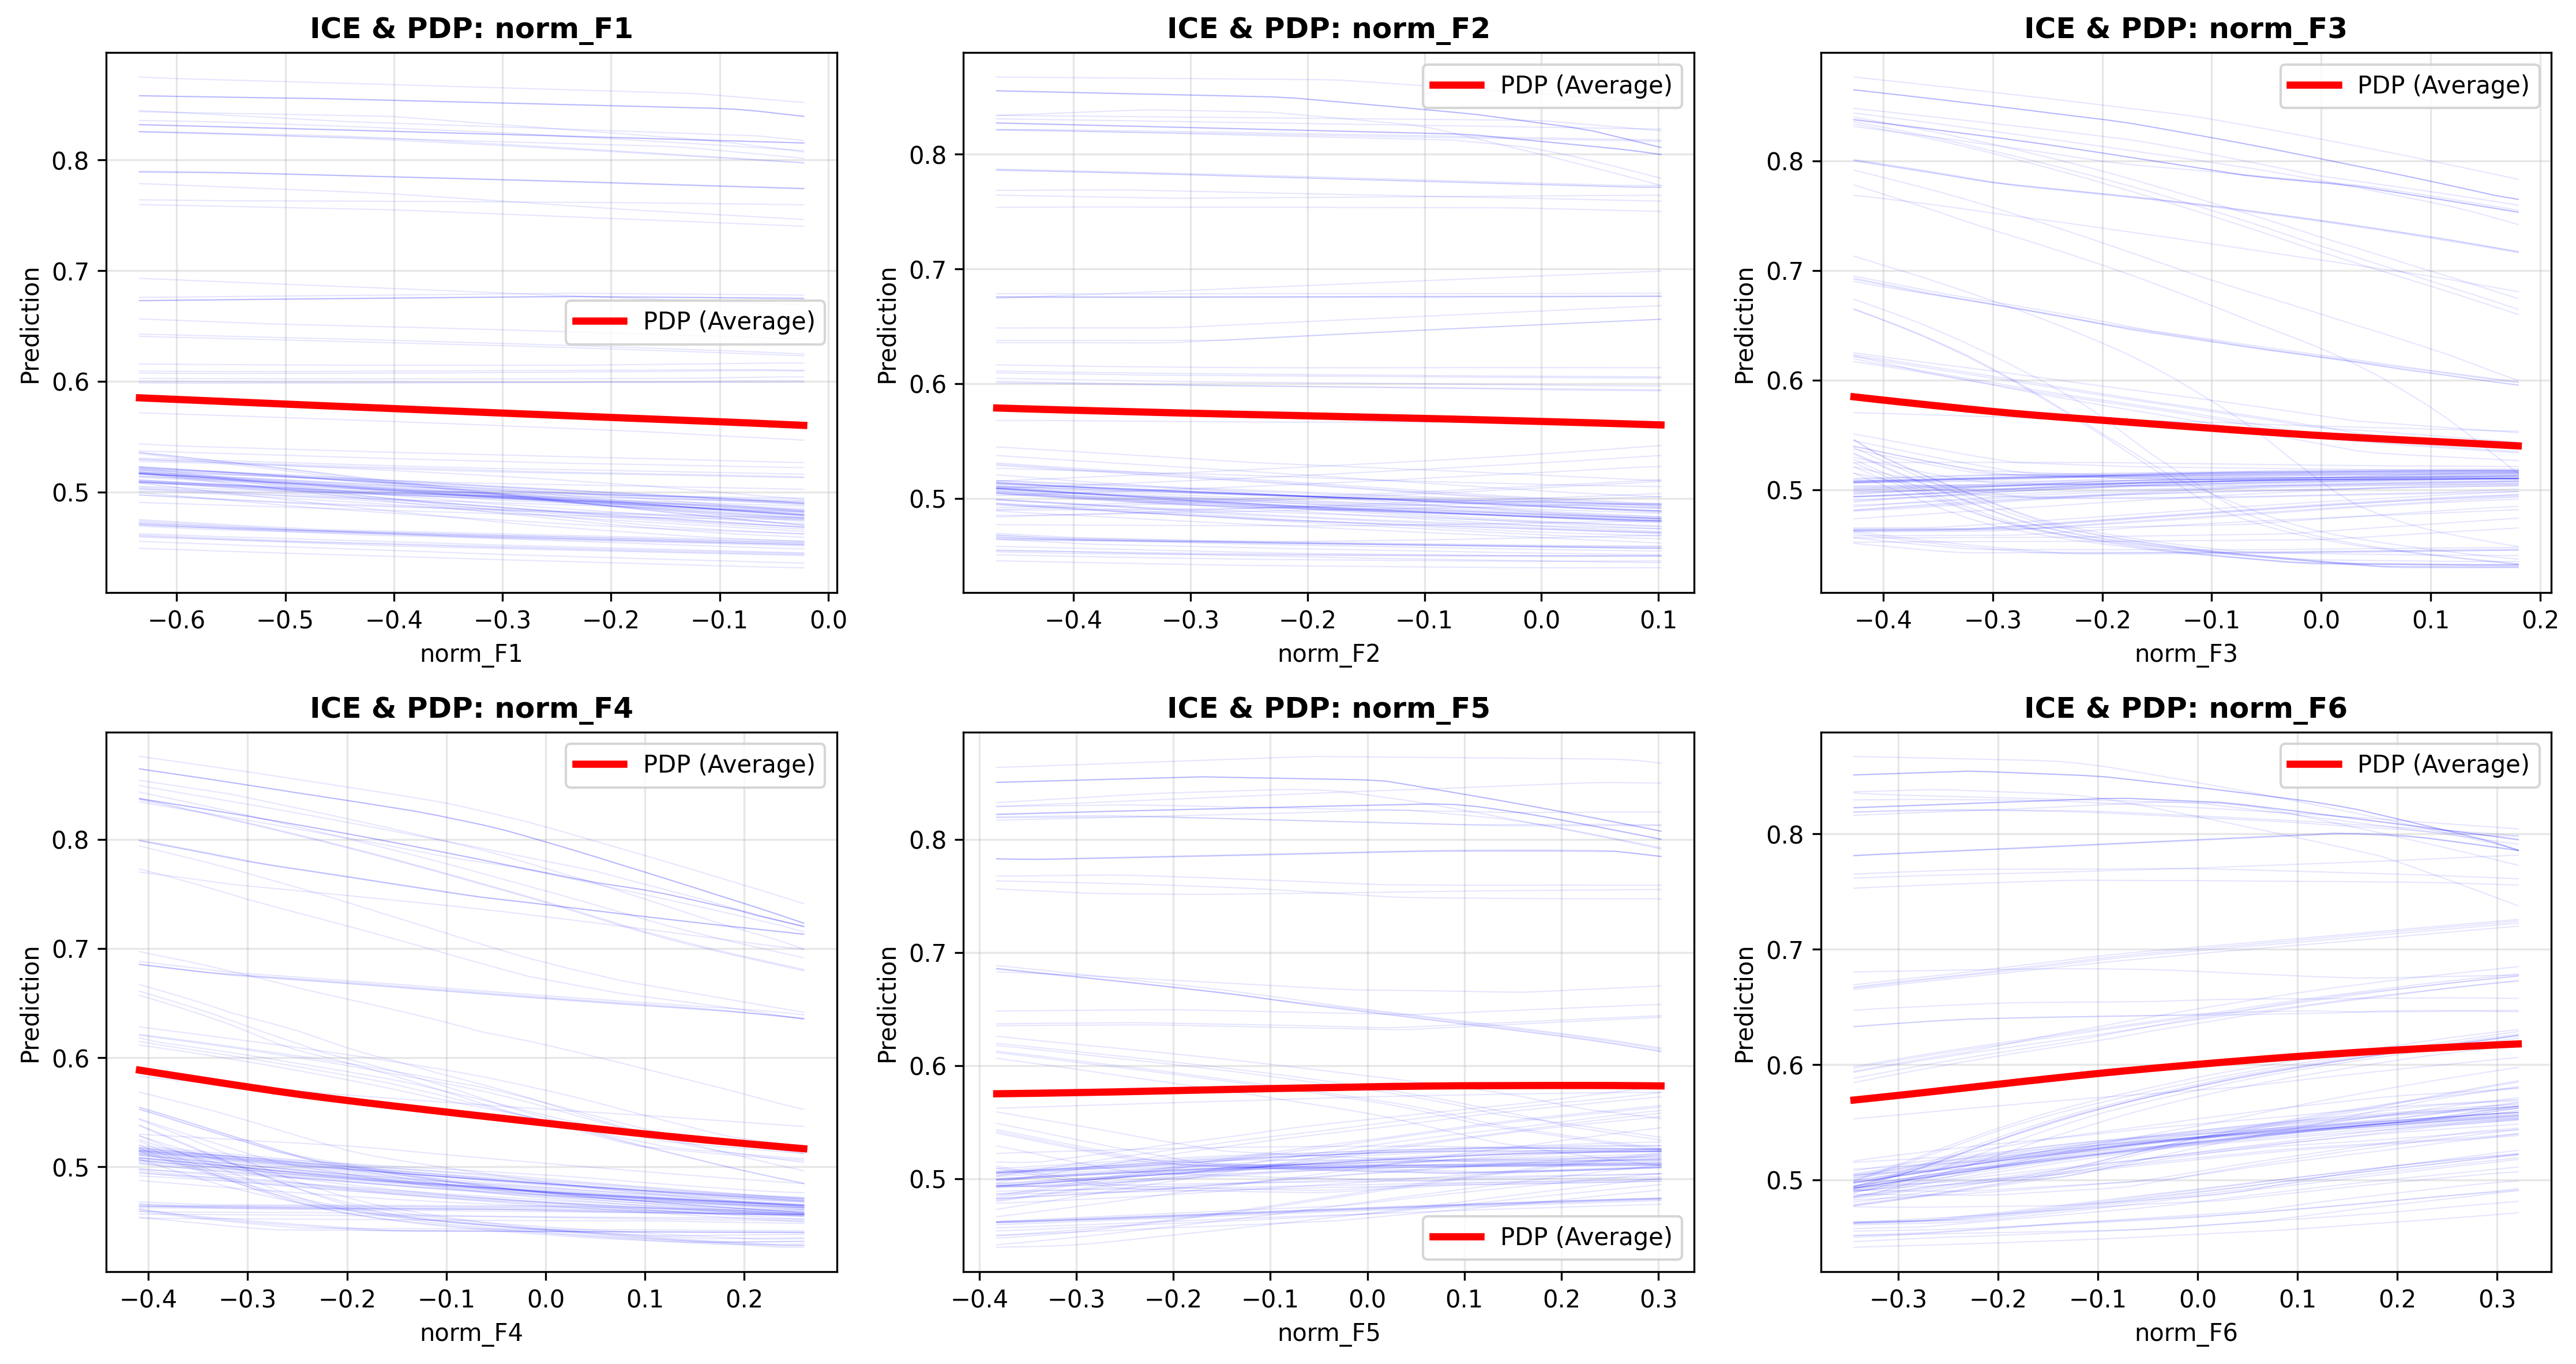 ICE & PDP: norm_F1
PDP (Average)
Prediction
0.8
0.7
0.6
0.5
−0.6 −0.5 −0.4 −0.3 −0.2 −0.1 0.0
norm_F1
ICE & PDP: norm_F2
PDP (Average)
Prediction
0.8
0.7
0.6
0.5
−0.4 −0.3 −0.2 −0.1 0.0 0.1
norm_F2
ICE & PDP: norm_F3
PDP (Average)
Prediction
0.8
0.7
0.6
0.5
−0.4 −0.3 −0.2 −0.1 0.0 0.1 0.2
norm_F3
ICE & PDP: norm_F4
PDP (Average)
Prediction
0.8
0.7
0.6
0.5
−0.4 −0.3 −0.2 −0.1 0.0 0.1 0.2
norm_F4
ICE & PDP: norm_F5
Prediction
0.8
0.7
0.6
0.5
PDP (Average)
−0.4 −0.3 −0.2 −0.1 0.0 0.1 0.2 0.3
norm_F5
ICE & PDP: norm_F6
PDP (Average)
Prediction
0.8
0.7
0.6
0.5
−0.3 −0.2 −0.1 0.0 0.1 0.2 0.3
norm_F6